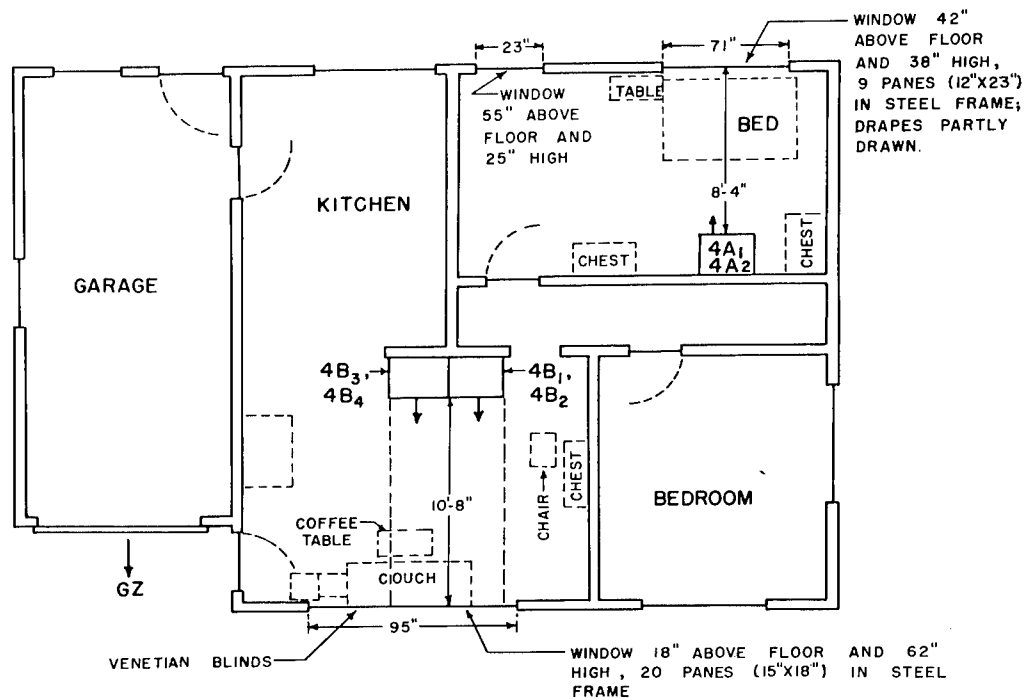 WINDOW 42"
ABOVE FLOOR
AND 38" HIGH,
9 PANES (12"X23")
IN STEEL FRAME;
DRAPES PARTLY
DRAWN.
23"
71"
WINDOW
55" ABOVE
FLOOR AND
25" HIGH
TABLE
BED
8'-4"
KITCHEN
GARAGE
CHEST
4A₁
4A₂
CHEST
4B₃,
4B₄
4B₁,
4B₂
10'-8"
CHAIR
CHEST
BEDROOM
COFFEE
TABLE
COUCH
GZ
95"
VENETIAN BLINDS
WINDOW 18" ABOVE FLOOR AND 62"
HIGH, 20 PANES (15"X18") IN STEEL
FRAME